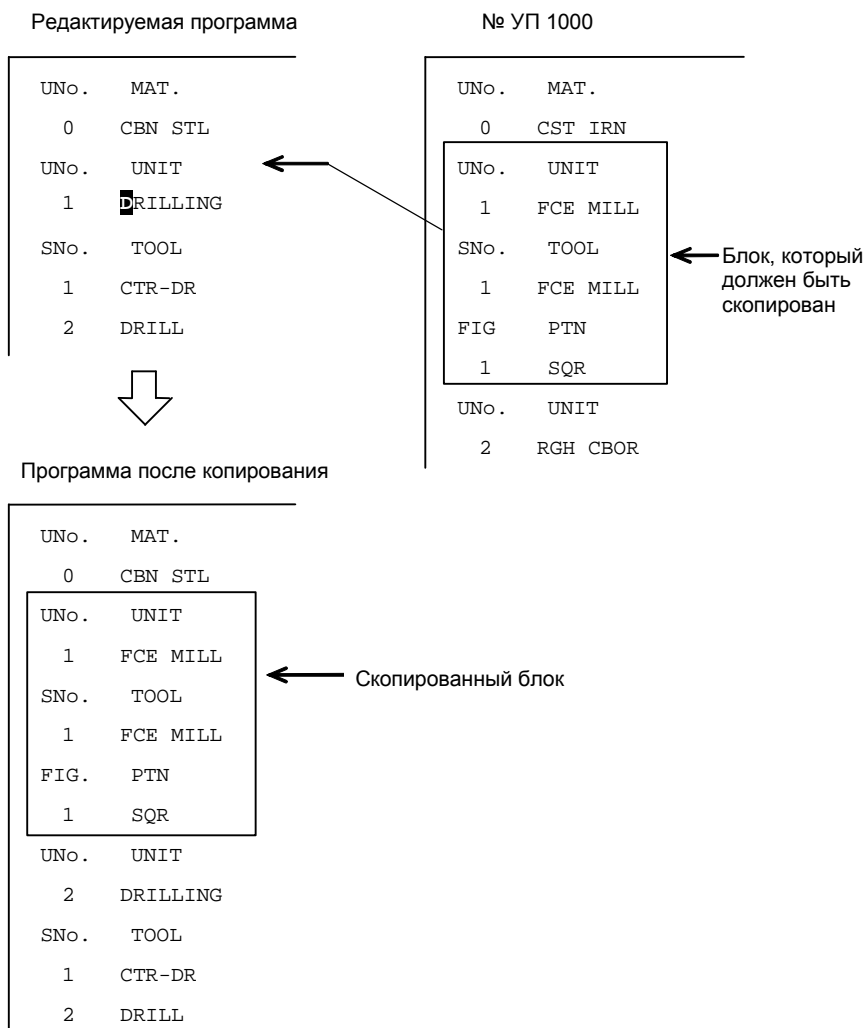 Редактируемая программа
UNo. MAT.
0 CBN STL
UNo. UNIT
1 DRILLING
SNo. TOOL
1 CTR-DR
2 DRILL
№ УП 1000
UNo. MAT.
0 CST IRN
UNo. UNIT
1 FCE MILL
SNo. TOOL
1 FCE MILL
FIG PTN
1 SQR
UNo. UNIT
2 RGH CBOR
Блок, который
должен быть
скопирован
Программа после копирования
UNo. MAT.
0 CBN STL
UNo. UNIT
1 FCE MILL
SNo. TOOL
1 FCE MILL
FIG. PTN
1 SQR
UNo. UNIT
2 DRILLING
SNo. TOOL
1 CTR-DR
2 DRILL
Скопированный блок